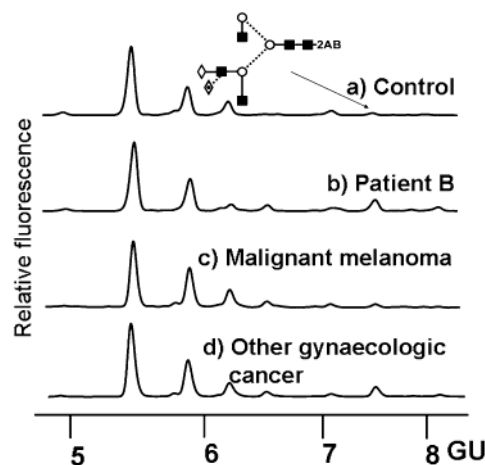 2AB
a) Control
b) Patient B
c) Malignant melanoma
d) Other gynaecologic
cancer
Relative fluorescence
5 6 7 8 GU